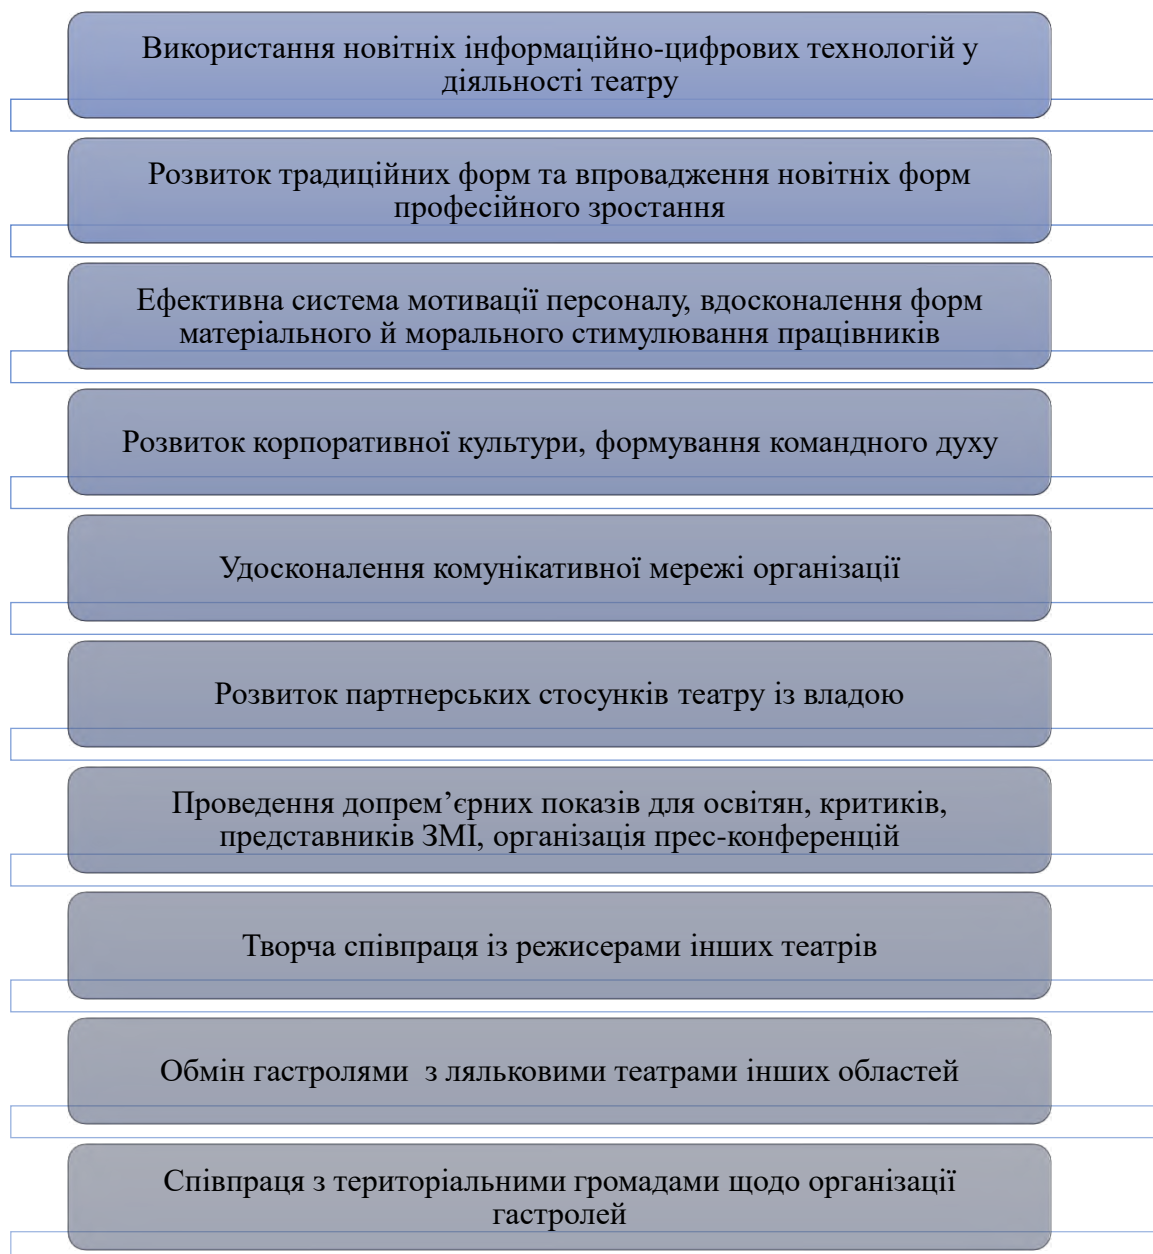 Використання новітніх інформаційно-цифрових технологій у
діяльності театру
Розвиток традиційних форм та впровадження новітніх форм
професійного зростання
Ефективна система мотивації персоналу, вдосконалення форм
матеріального й морального стимулювання працівників
Розвиток корпоративної культури, формування командного духу
Удосконалення комунікативної мережі організації
Розвиток партнерських стосунків театру із владою
Проведення допрем’єрних показів для освітян, критиків,
представників ЗМІ, організація прес-конференцій
Творча співпраця із режисерами інших театрів
Обмін гастролями  з ляльковими театрами інших областей
Співпраця з територіальними громадами щодо організації
гастролей